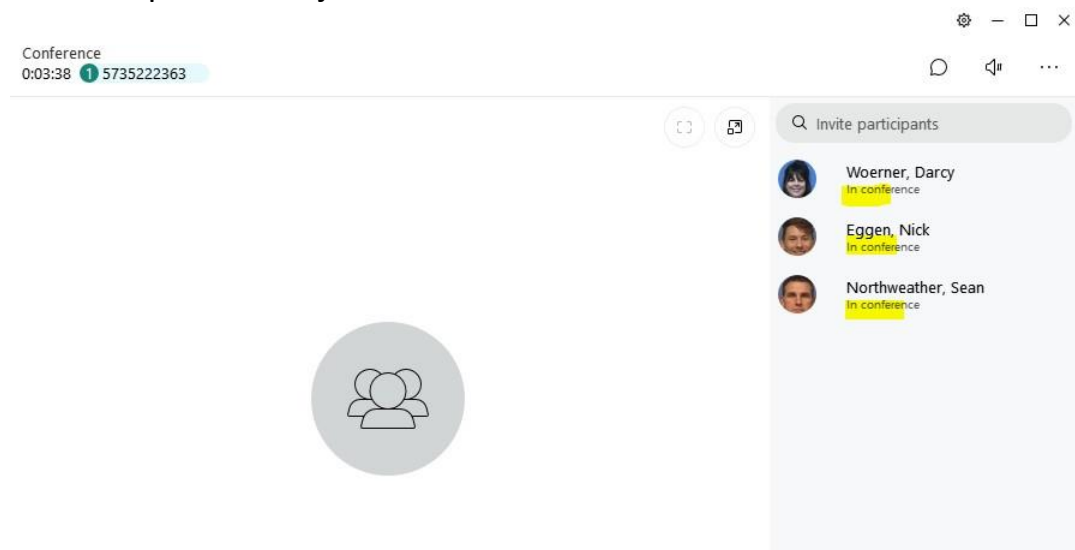 Conference
0:03:38 1 5735222363
Invite participants
Woerner, Darcy
In conference
Eggen, Nick
In conference
Northweather, Sean
In conference